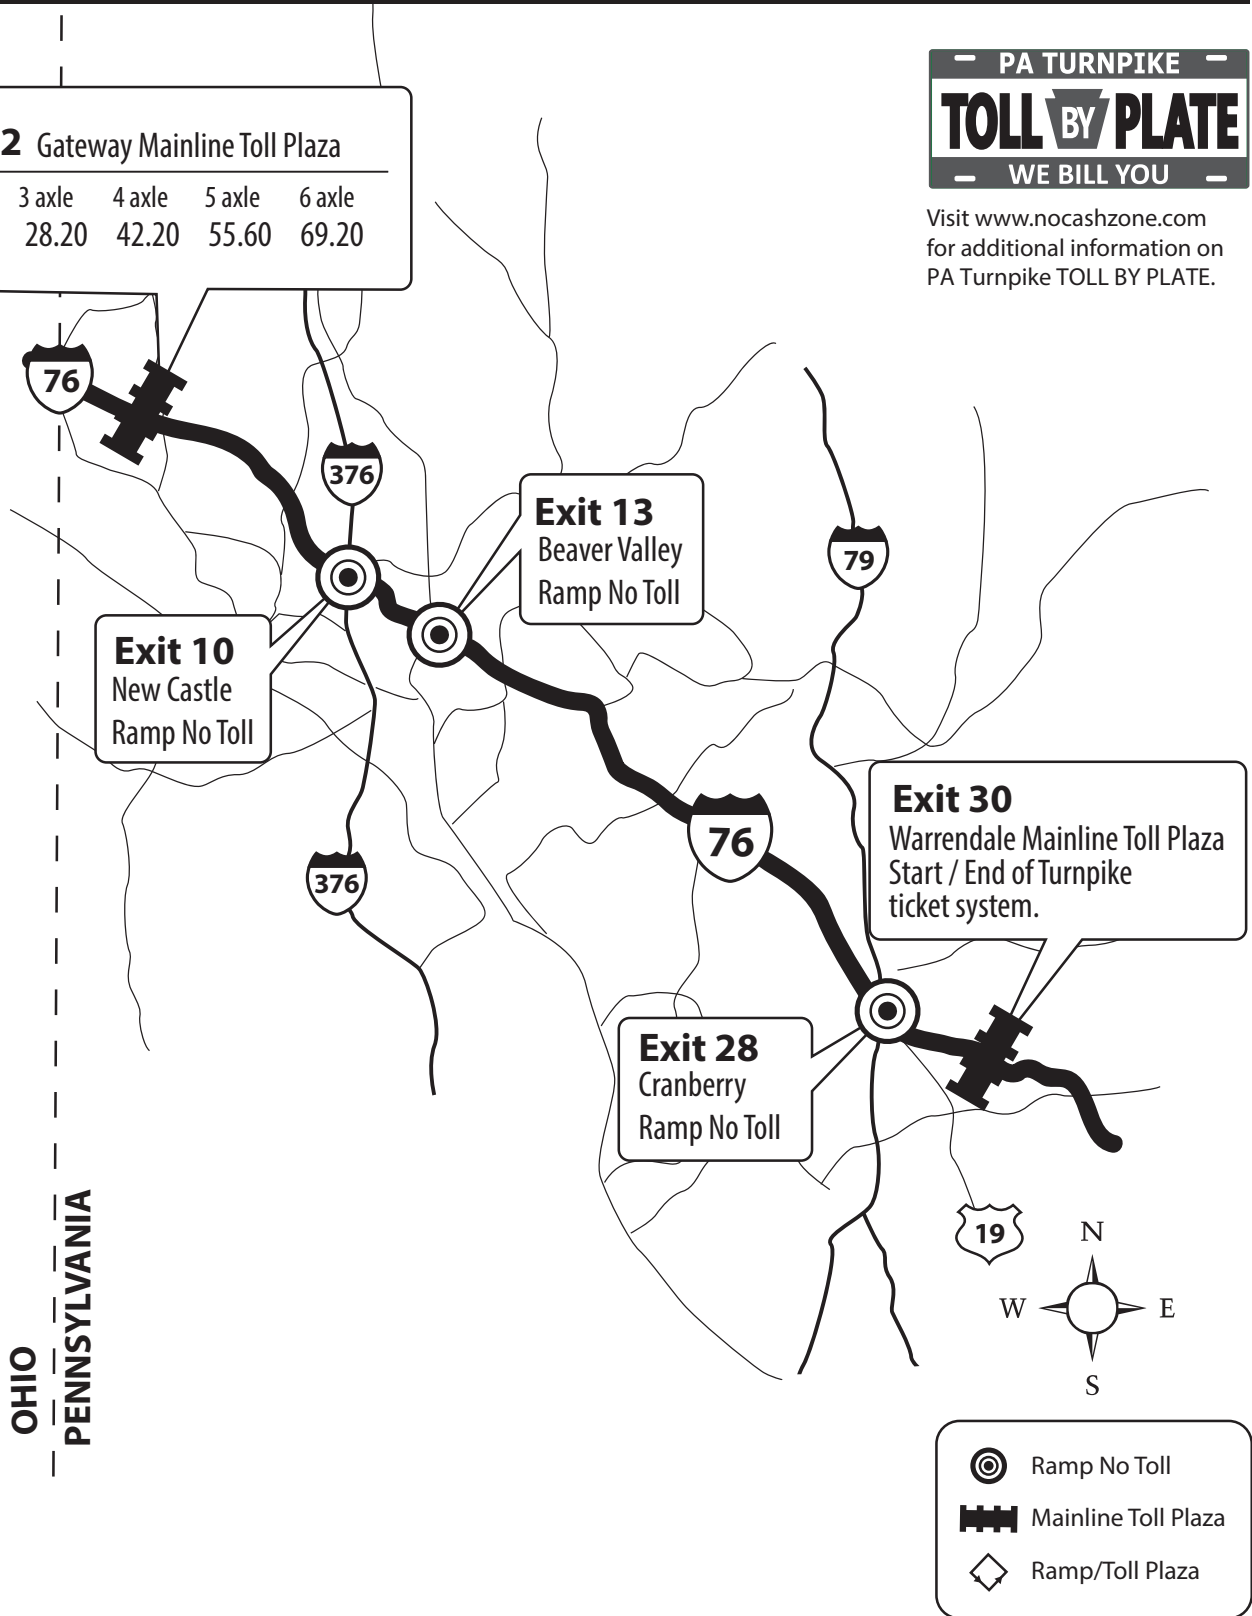 PA TURNPIKE
TOLL BY PLATE
WE BILL YOU
Visit www.nocashzone.com
for additional information on
PA Turnpike TOLL BY PLATE.
2 Gateway Mainline Toll Plaza
3 axle 4 axle 5 axle 6 axle
28.20 42.20 55.60 69.20
76
376
Exit 13
Beaver Valley
Ramp No Toll
79
Exit 10
New Castle
Ramp No Toll
Exit 30
Warrendale Mainline Toll Plaza
Start / End of Turnpike
ticket system.
76
376
Exit 28
Cranberry
Ramp No Toll
19
N
W E
S
OHIO
PENNSYLVANIA
Ramp No Toll
Mainline Toll Plaza
Ramp/Toll Plaza